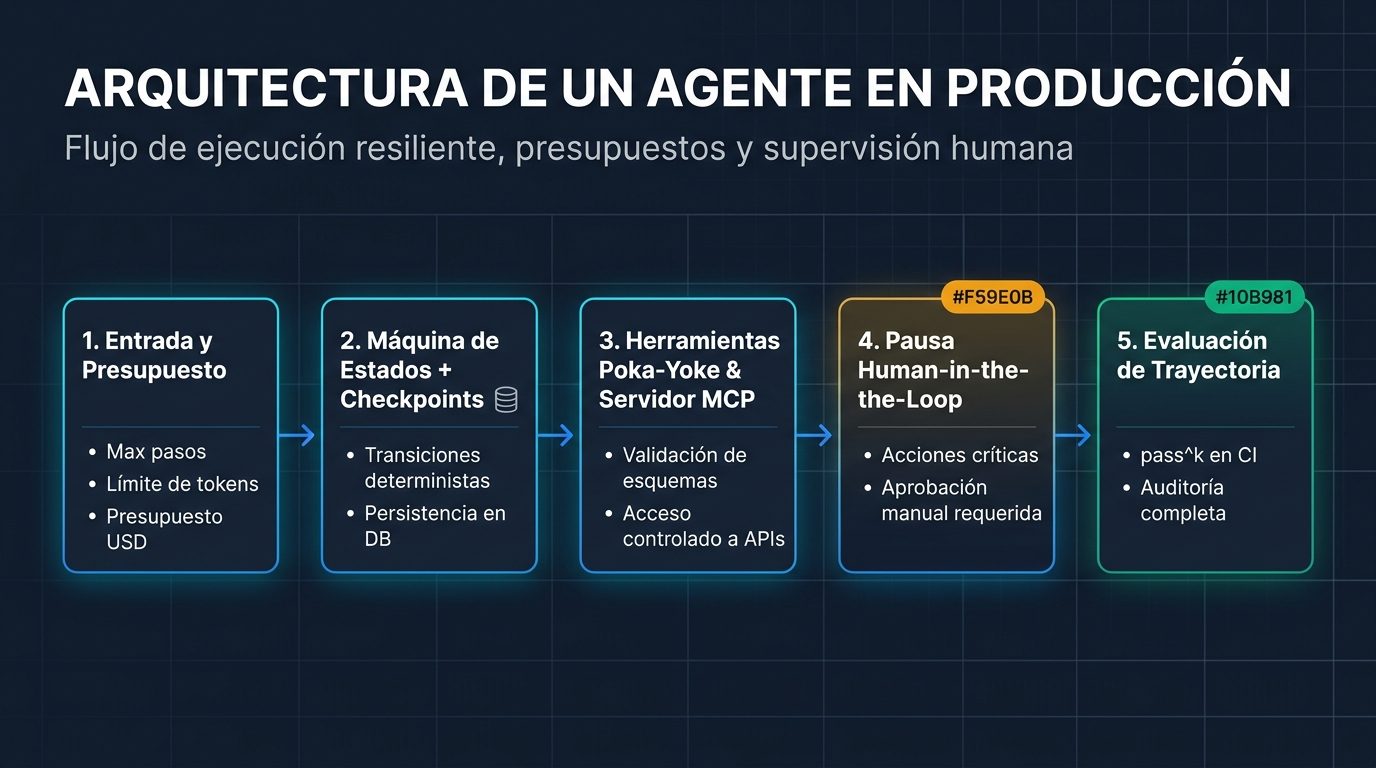 ARQUITECTURA DE UN AGENTE EN PRODUCCIÓN
Flujo de ejecución resiliente, presupuestos y supervisión humana
1. Entrada y
Presupuesto
• Max pasos
• Límite de tokens
• Presupuesto
USD
2. Máquina de
Estados +
Checkpoints
• Transiciones
deterministas
• Persistencia en
DB
3. Herramientas
Poka-Yoke &
Servidor MCP
• Validación de
esquemas
• Acceso
controlado a APIs
#F59E0B
4. Pausa
Human-in-the-
the-Loop
• Acciones críticas
• Aprobación
manual requerida
#10B981
5. Evaluación
de Trayectoria
• pass^k en CI
• Auditoría
completa